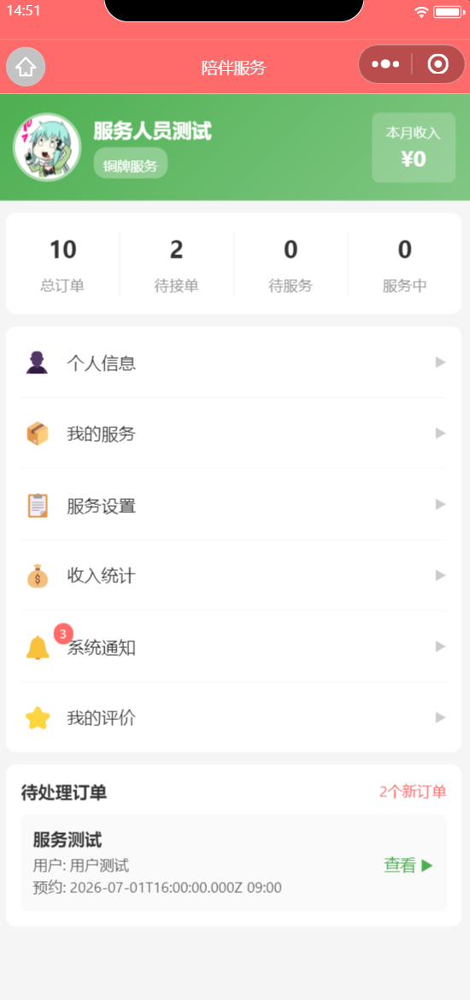 14:51
陪伴服务
服务人员测试
铜牌服务
本月收入
¥0
10
总订单
2
待接单
0
待服务
0
服务中
个人信息
我的服务
服务设置
收入统计
3
系统通知
我的评价
待处理订单
2个新订单
服务测试
用户: 用户测试
查看 ▶
预约: 2026-07-01T16:00:00.000Z 09:00